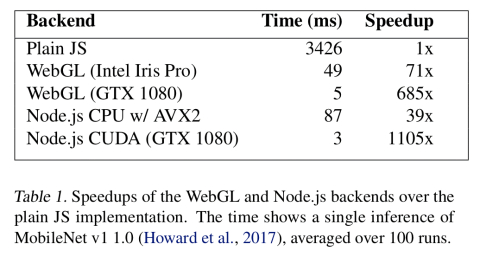 Backend Time (ms) Speedup
Plain JS 3426 1x
WebGL (Intel Iris Pro) 49 71x
WebGL (GTX 1080) 5 685x
Node.js CPU w/ AVX2 87 39x
Node.js CUDA (GTX 1080) 3 1105x
Table 1. Speedups of the WebGL and Node.js backends over the
plain JS implementation. The time shows a single inference of
MobileNet v1 1.0 (Howard et al., 2017), averaged over 100 runs.